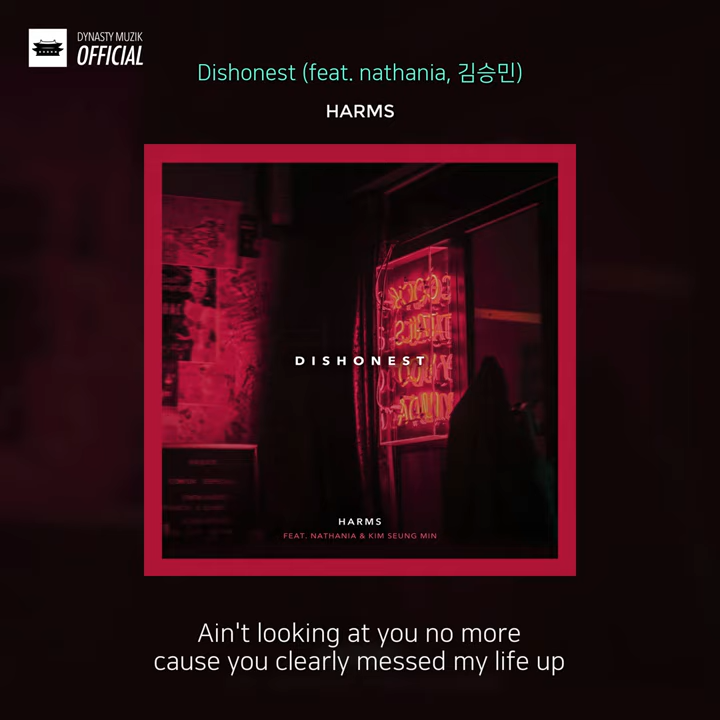 DYNASTY MUZIK
OFFICIAL
Dishonest (feat. nathania, 김승민)
HARMS
DISHONEST
HARMS
FEAT. NATHANIA & KIM SEUNG MIN
Ain't looking at you no more
cause you clearly messed my life up